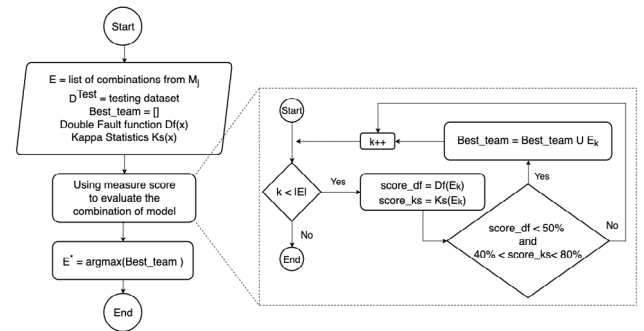 Start
E = list of combinations from Mj
D^Test = testing dataset
Best_team = []
Double Fault function Df(x)
Kappa Statistics Ks(x)
Using measure score
to evaluate the
combination of model
E* = argmax(Best_team )
End
Start
k++
Best_team = Best_team U Ek
k < |E|
Yes
score_df = Df(Ek)
score_ks = Ks(Ek)
Yes
score_df < 50%
and
40% < score_ks< 80%
No
No
End